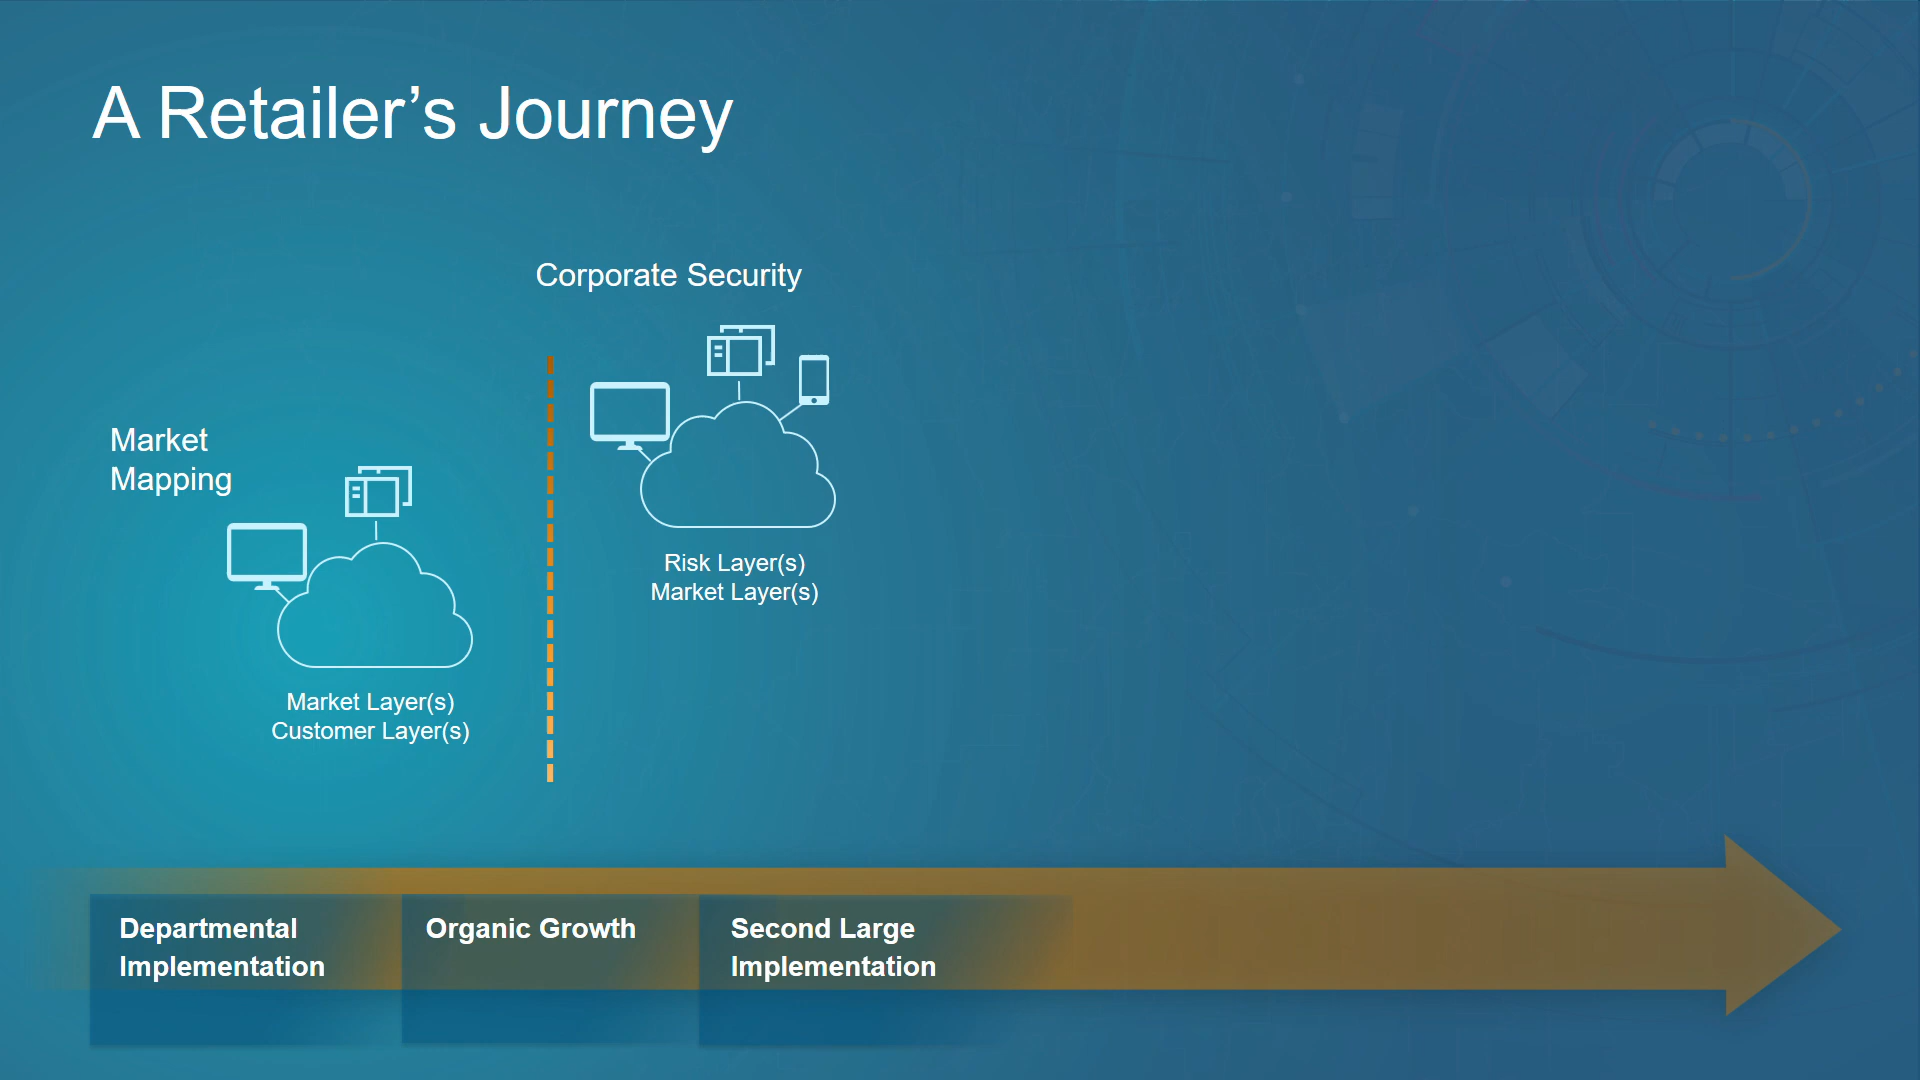 A Retailer’s Journey
Corporate Security
Market
Mapping
Risk Layer(s)
Market Layer(s)
Market Layer(s)
Customer Layer(s)
Departmental
Implementation
Organic Growth
Second Large
Implementation